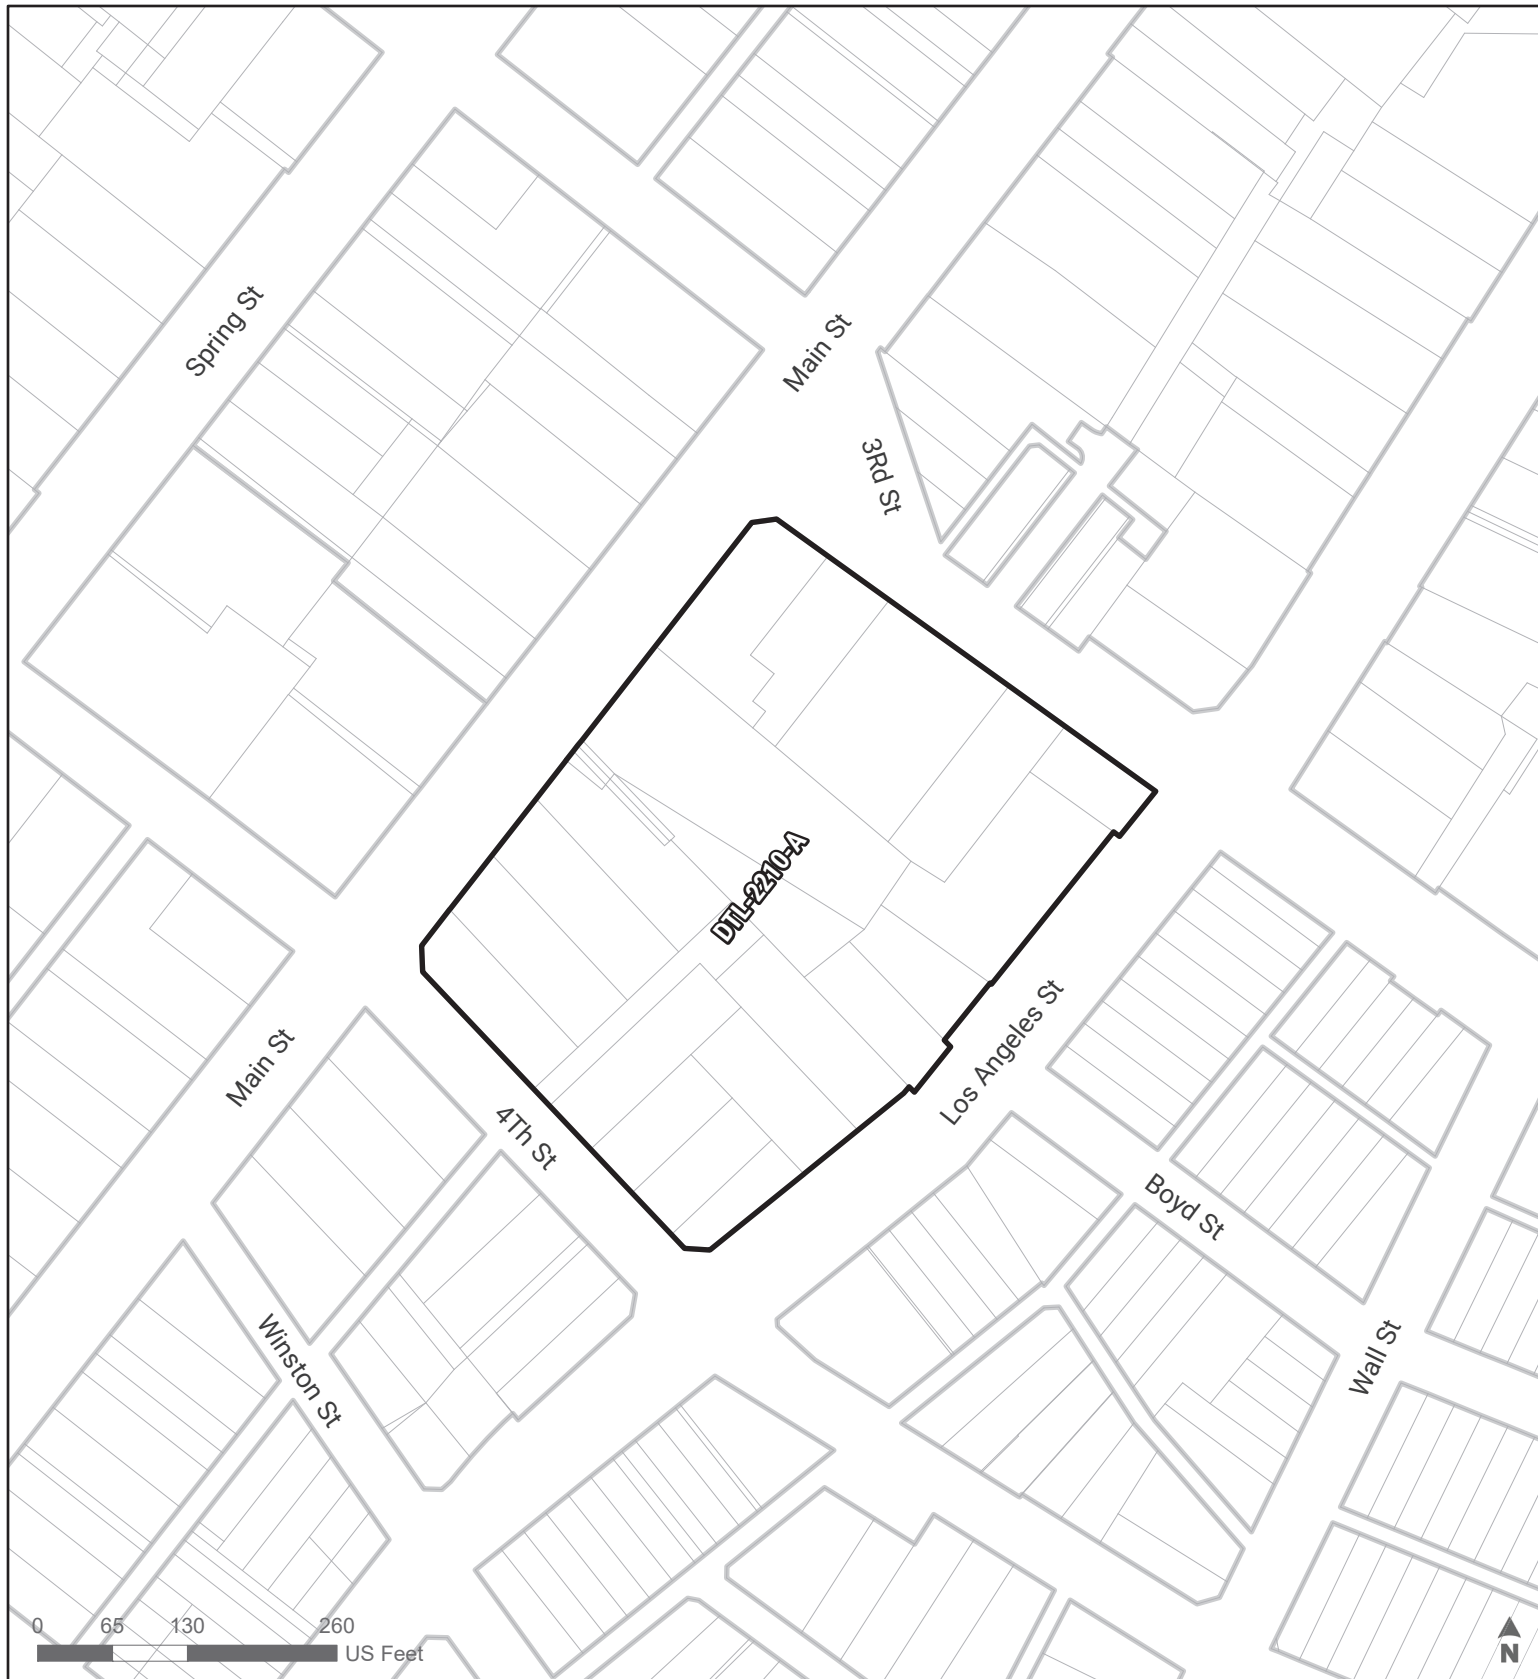 Spring St
Main St
3Rd St
DTL-2210-A
Los Angeles St
Main St
4Th St
Boyd St
Winston St
Wall St
0 65 130 260
US Feet
N